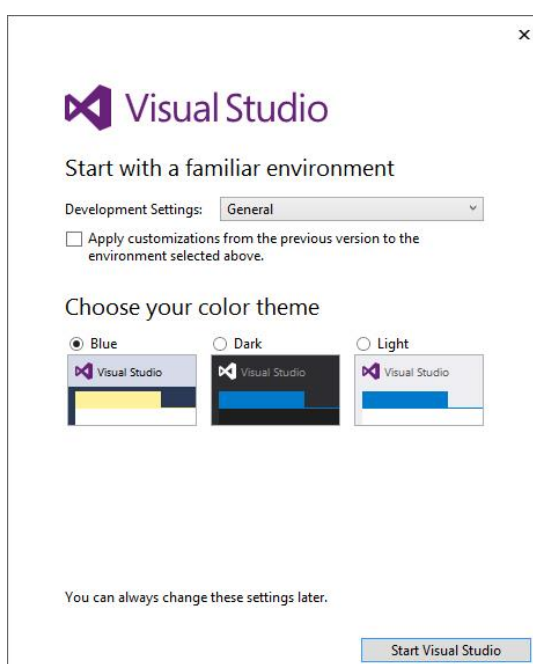 Visual Studio
Start with a familiar environment
Development Settings: General
Apply customizations from the previous version to the
environment selected above.
Choose your color theme
Blue Dark Light
Visual Studio Visual Studio Visual Studio
You can always change these settings later.
Start Visual Studio